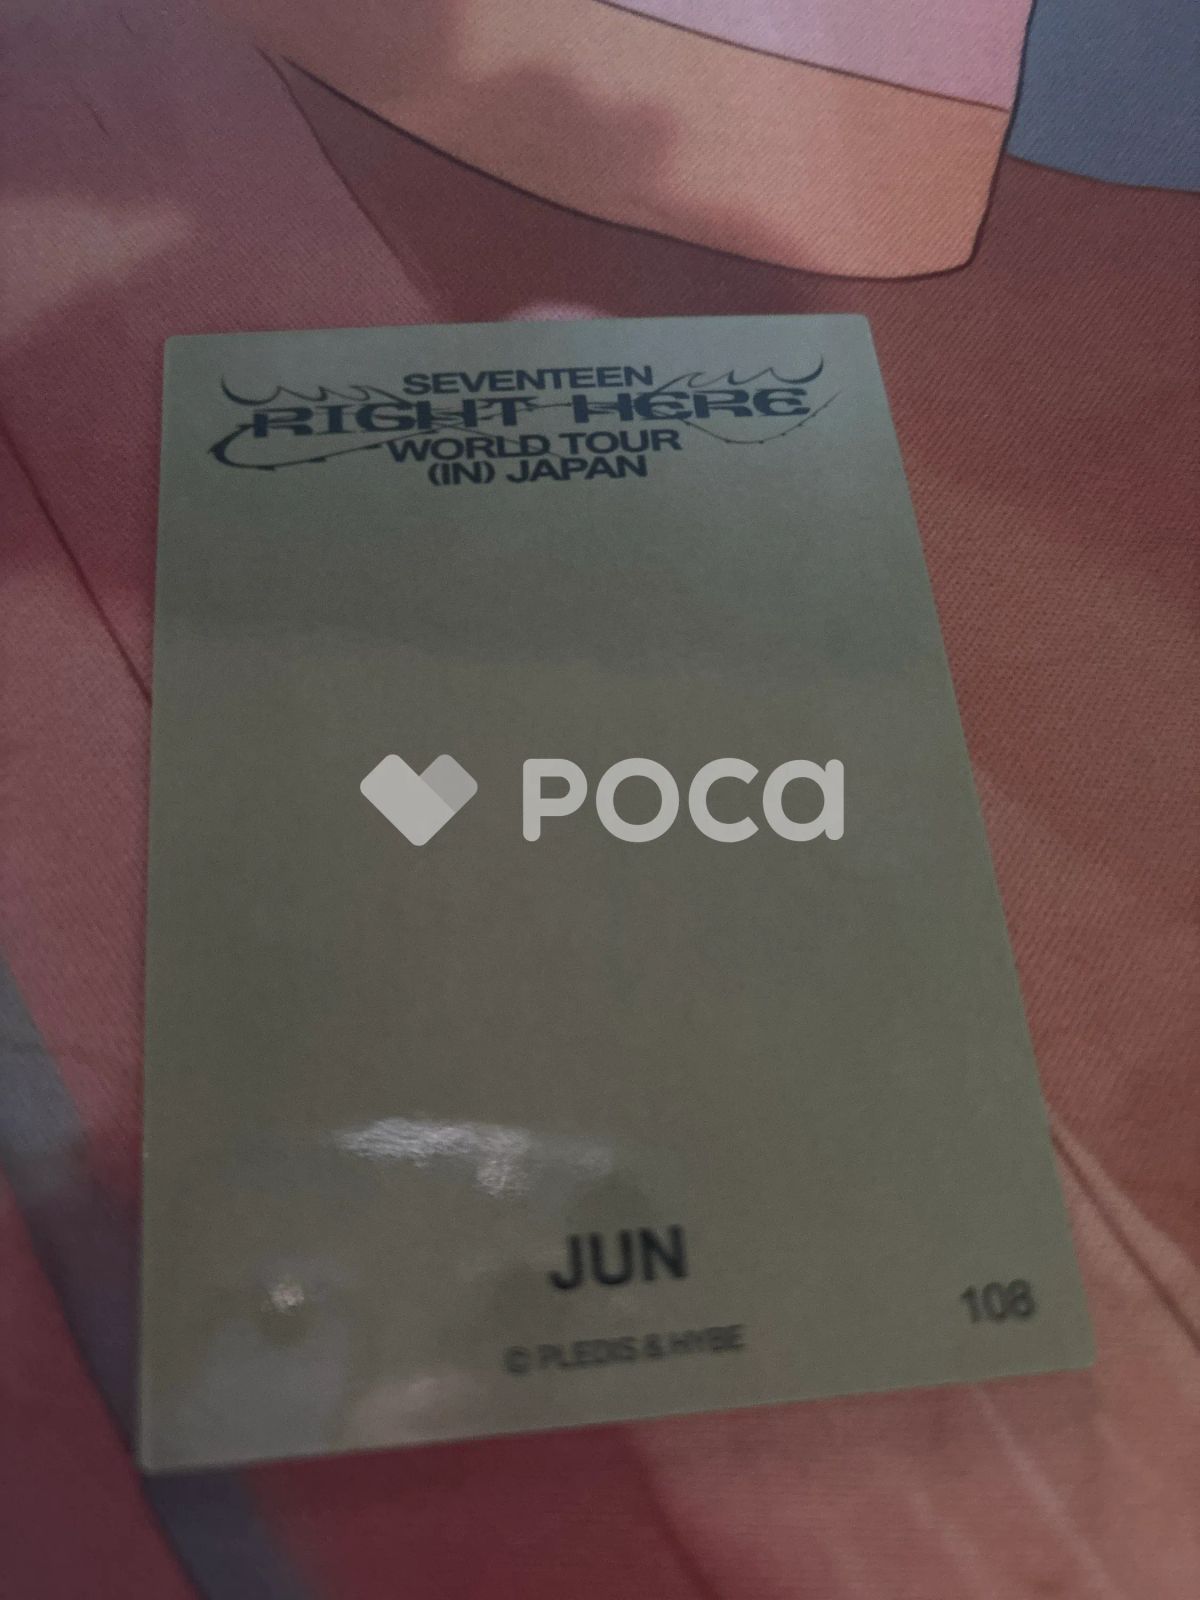 SEVENTEEN
RIGHT HERE
WORLD TOUR
(IN) JAPAN
POCA
JUN
108
© PLEDIS & HYBE